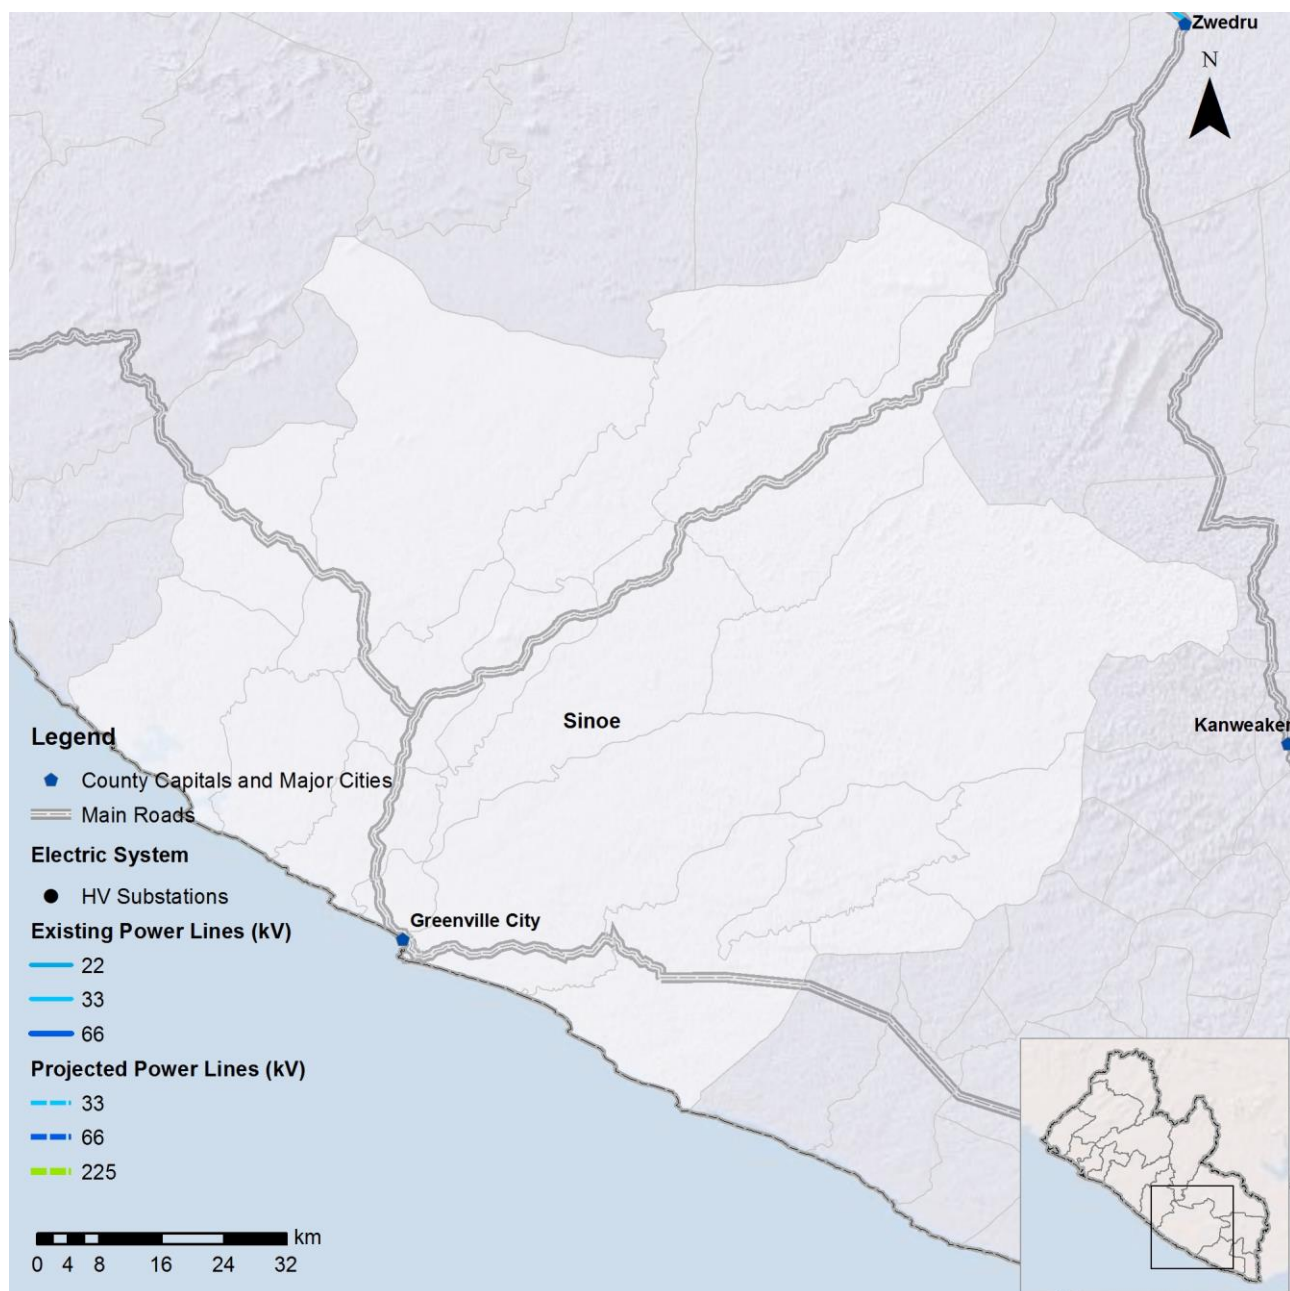 Zwedru
N
Sinoe
Kanweaker
Greenville City
Legend
County Capitals and Major Cities
Main Roads
Electric System
HV Substations
Existing Power Lines (kV)
22
33
66
Projected Power Lines (kV)
33
66
225
km
0 4 8 16 24 32